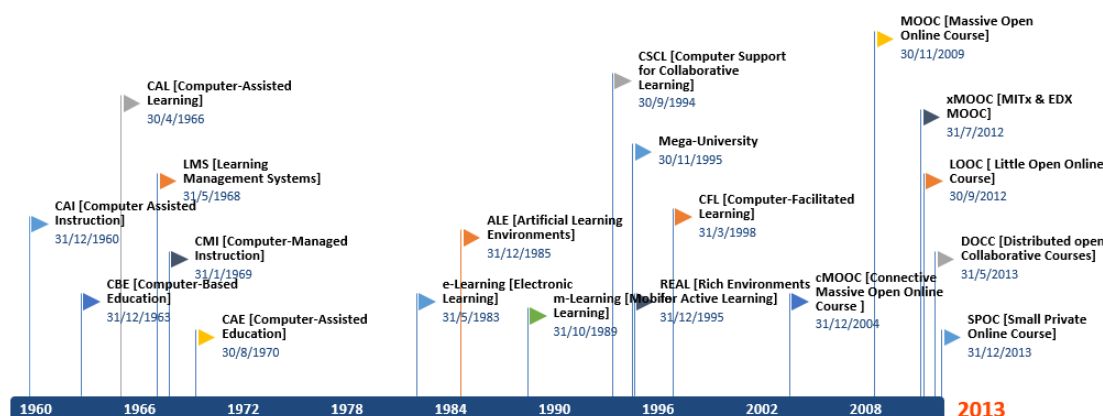 MOOC [Massive Open
Online Course]
30/11/2009
CSCL [Computer Support
for Collaborative
Learning]
30/9/1994
CAL [Computer-Assisted
Learning]
30/4/1966
xMOOC [MITx & EDX
MOOC]
31/7/2012
Mega-University
30/11/1995
LMS [Learning
Management Systems]
31/5/1968
LOOC [ Little Open Online
Course]
30/9/2012
CAI [Computer Assisted
Instruction]
31/12/1960
CFL [Computer-Facilitated
Learning]
31/3/1998
ALE [Artificial Learning
Environments]
31/12/1985
CMI [Computer-Managed
Instruction]
31/1/1969
DOCC [Distributed open
Collaborative Courses]
31/5/2013
CBE [Computer-Based
Education]
31/12/1963
e-Learning [Electronic
Learning]
31/5/1983
m-Learning [Mobile
Learning]
31/10/1989
REAL [Rich Environments
for Active Learning]
31/12/1995
cMOOC [Connective
Massive Open Online
Course ]
31/12/2004
CAE [Computer-Assisted
Education]
30/8/1970
SPOC [Small Private
Online Course]
31/12/2013
1960 1966 1972 1978 1984 1990 1996 2002 2008 2013